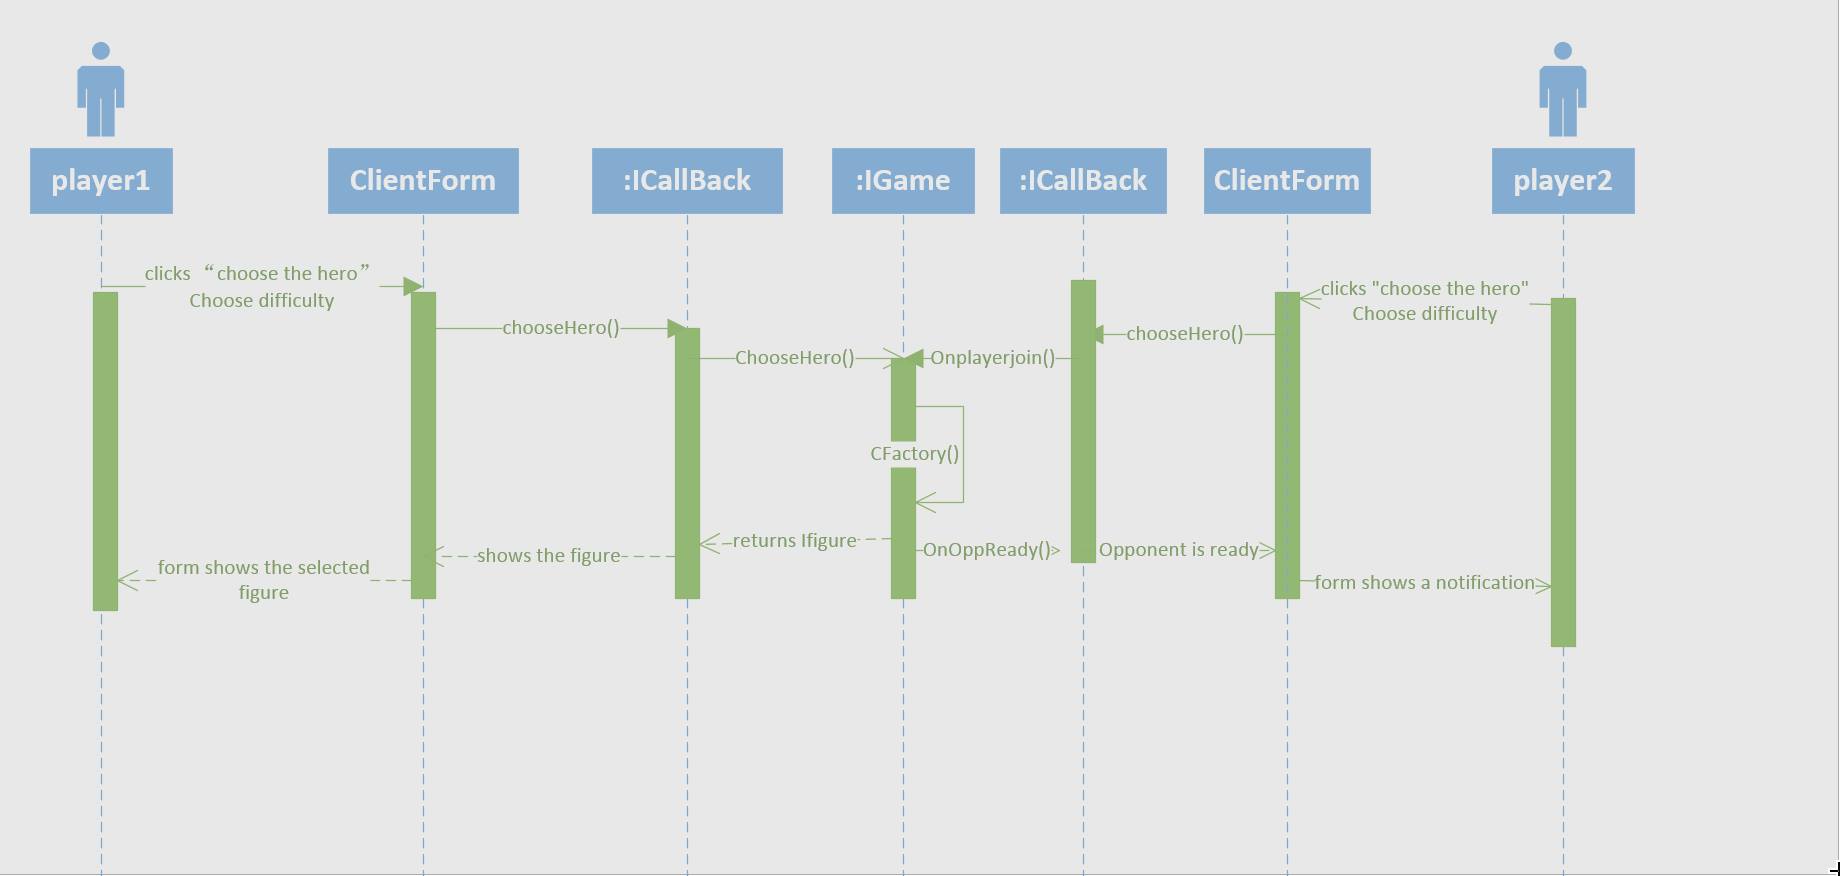 player1
ClientForm
:ICallBack
:IGame
:ICallBack
ClientForm
player2
clicks “choose the hero”
Choose difficulty
clicks "choose the hero"
Choose difficulty
chooseHero()
chooseHero()
ChooseHero()
Onplayerjoin()
CFactory()
returns Ifigure
OnOppReady()
Opponent is ready
shows the figure
form shows the selected
figure
form shows a notification